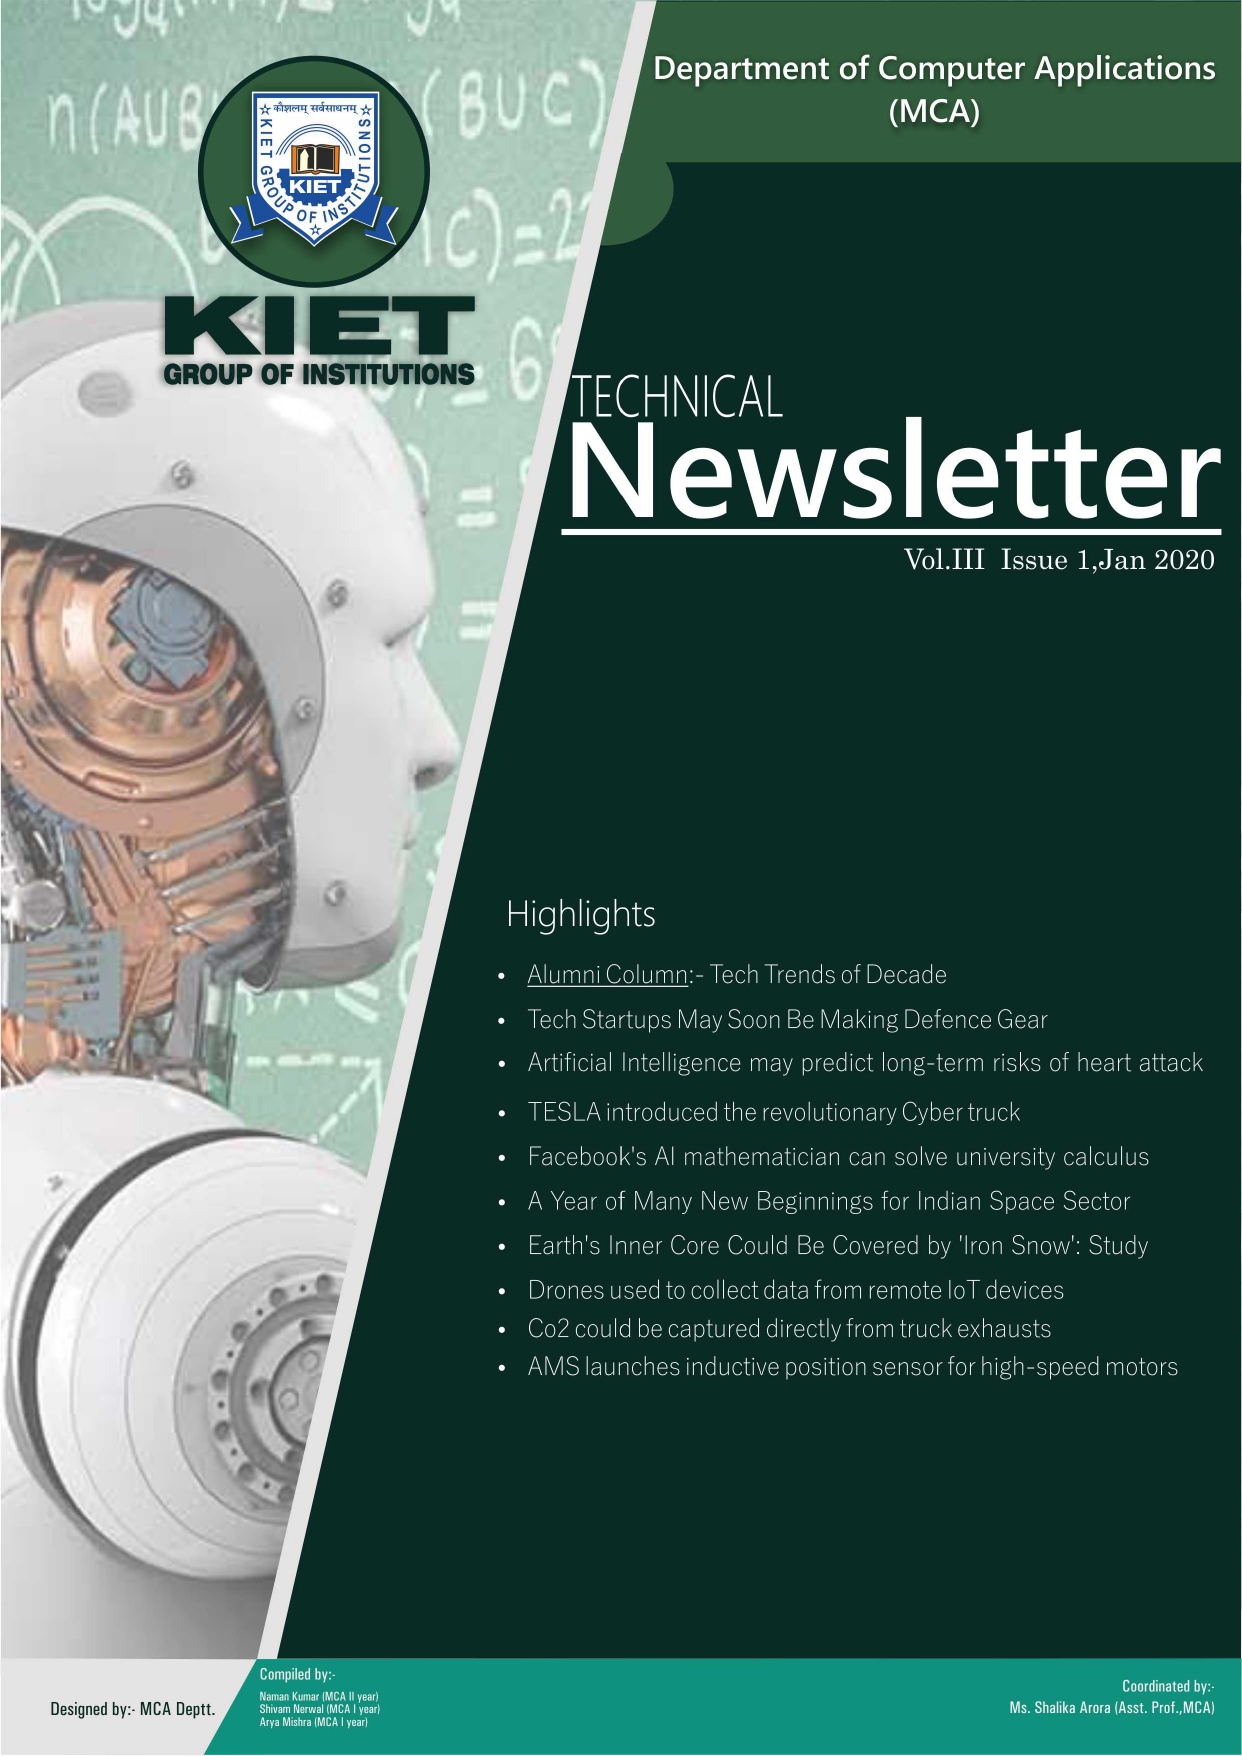 Department of Computer Applications
(MCA)
n(AUB
BUC)
कौशलम् सर्वसाधनम्
KIET GROUP OF INSTITUTIONS
KIET
KIET
GROUP OF INSTITUTIONS
TECHNICAL
Newsletter
Vol.III Issue 1,Jan 2020
Highlights
• Alumni Column:- Tech Trends of Decade
• Tech Startups May Soon Be Making Defence Gear
• Artificial Intelligence may predict long-term risks of heart attack
• TESLA introduced the revolutionary Cyber truck
• Facebook's AI mathematician can solve university calculus
• A Year of Many New Beginnings for Indian Space Sector
• Earth's Inner Core Could Be Covered by 'Iron Snow': Study
• Drones used to collect data from remote IoT devices
• Co2 could be captured directly from truck exhausts
• AMS launches inductive position sensor for high-speed motors
Designed by:- MCA Deptt.
Compiled by:-
Naman Kumar (MCA II year)
Shivam Nerwal (MCA I year)
Arya Mishra (MCA I year)
Coordinated by:-
Ms. Shalika Arora (Asst. Prof.,MCA)